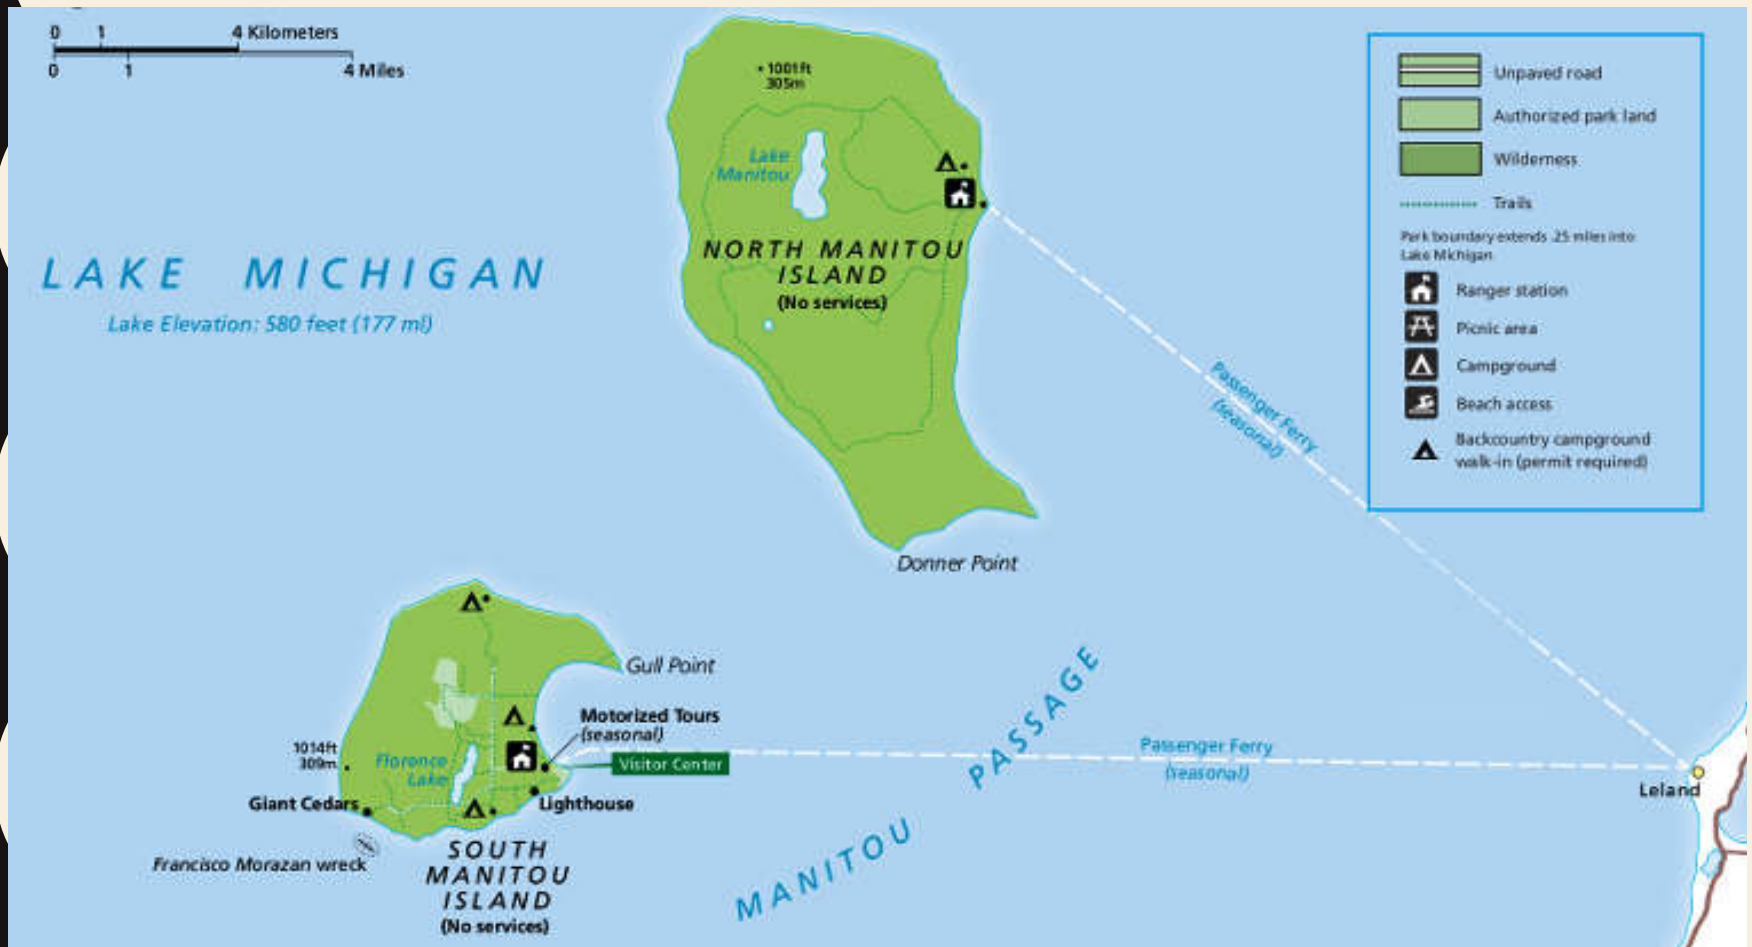 0 1 4 Kilometers
0 1 4 Miles
1001ft
305m
Lake
Manitou
NORTH MANITOU
ISLAND
(No services)
LAKE MICHIGAN
Lake Elevation: 580 feet (177 ml)
Unpaved road
Authorized park land
Wilderness
Trails
Park boundary extends .25 miles into
Lake Michigan
Ranger station
Picnic area
Campground
Beach access
Backcountry campground
walk-in (permit required)
Passenger Ferry
(seasonal)
Donner Point
Gull Point
Motorized Tours
(seasonal)
Visitor Center
1014ft
309m
Florence
Lake
Giant Cedars
Lighthouse
Francisco Morazan wreck
SOUTH
MANITOU
ISLAND
(No services)
MANITOU PASSAGE
Passenger Ferry
(seasonal)
Leland